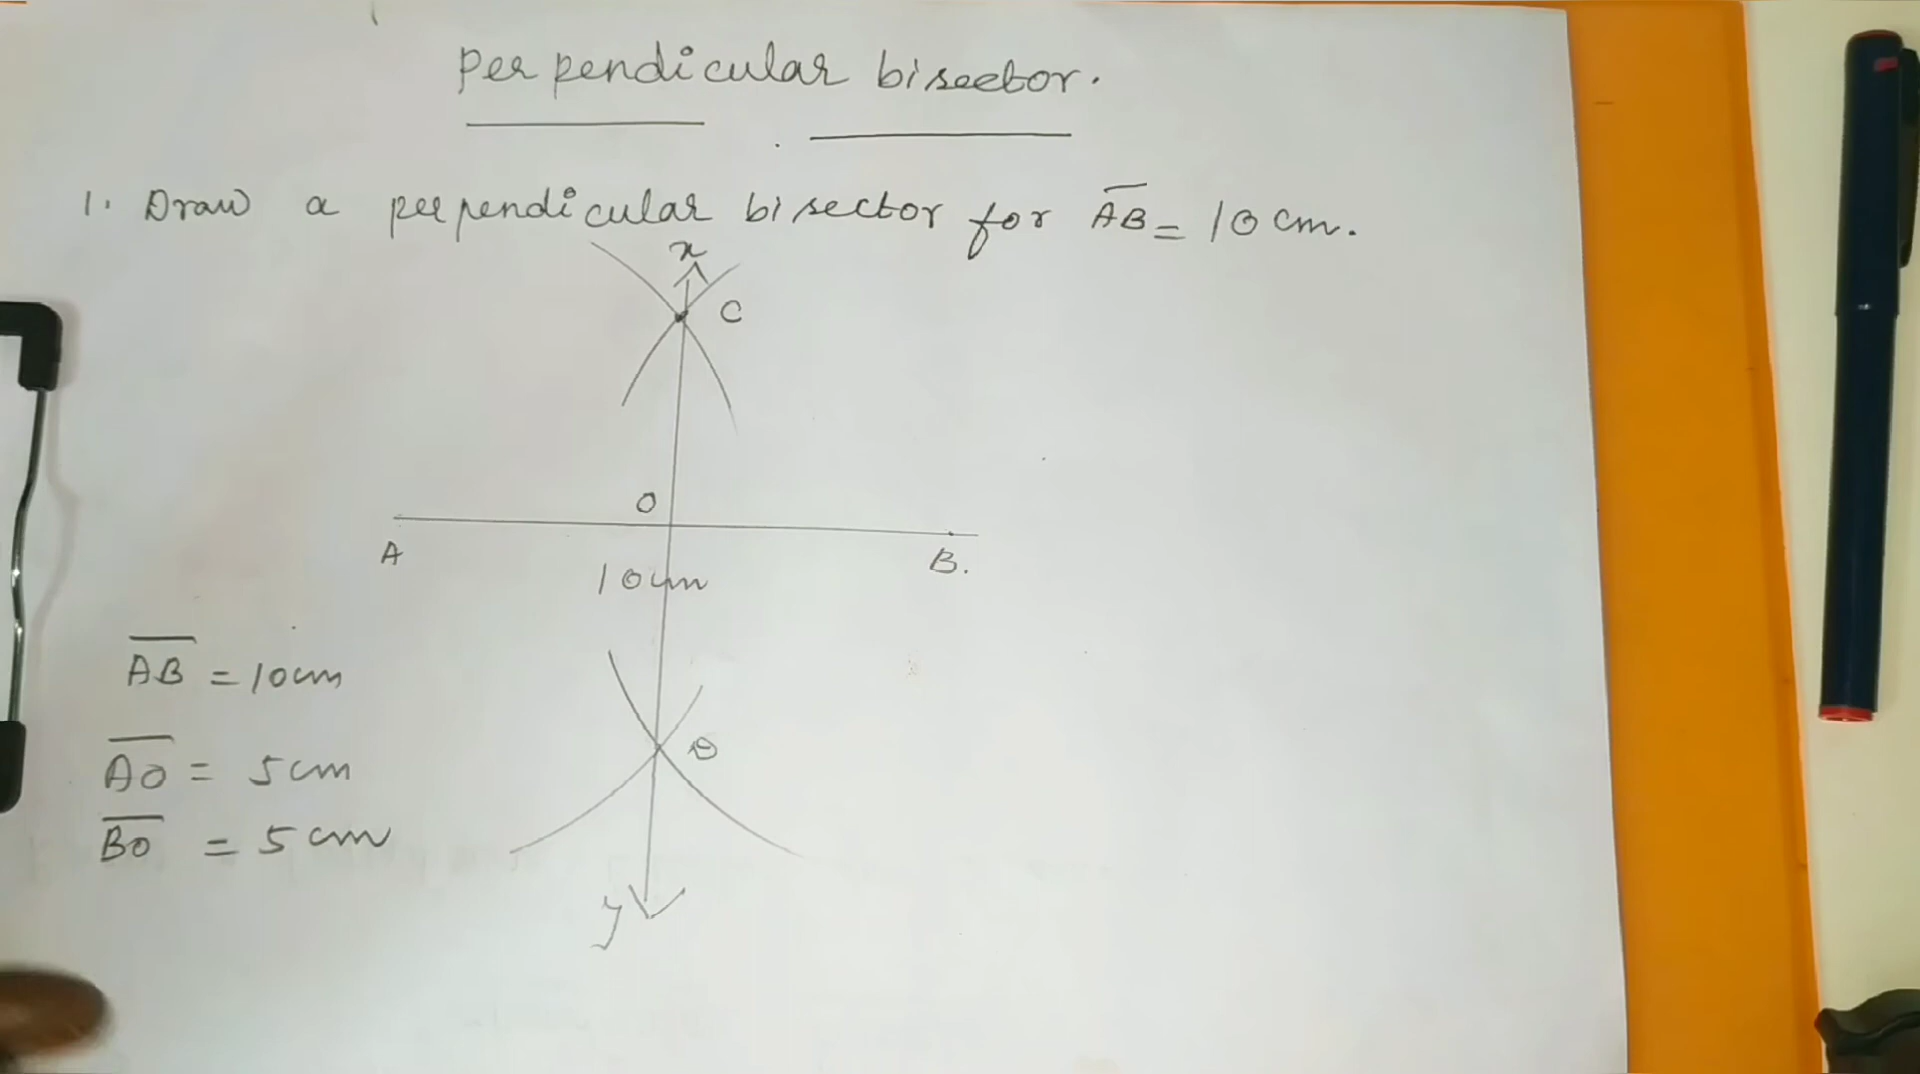 Perpendicular bisector.
1. Draw a perpendicular bisector for AB = 10 cm.
x
C
O
A
B.
10cm
AB = 10cm
D
AO = 5cm
BO = 5cm
y